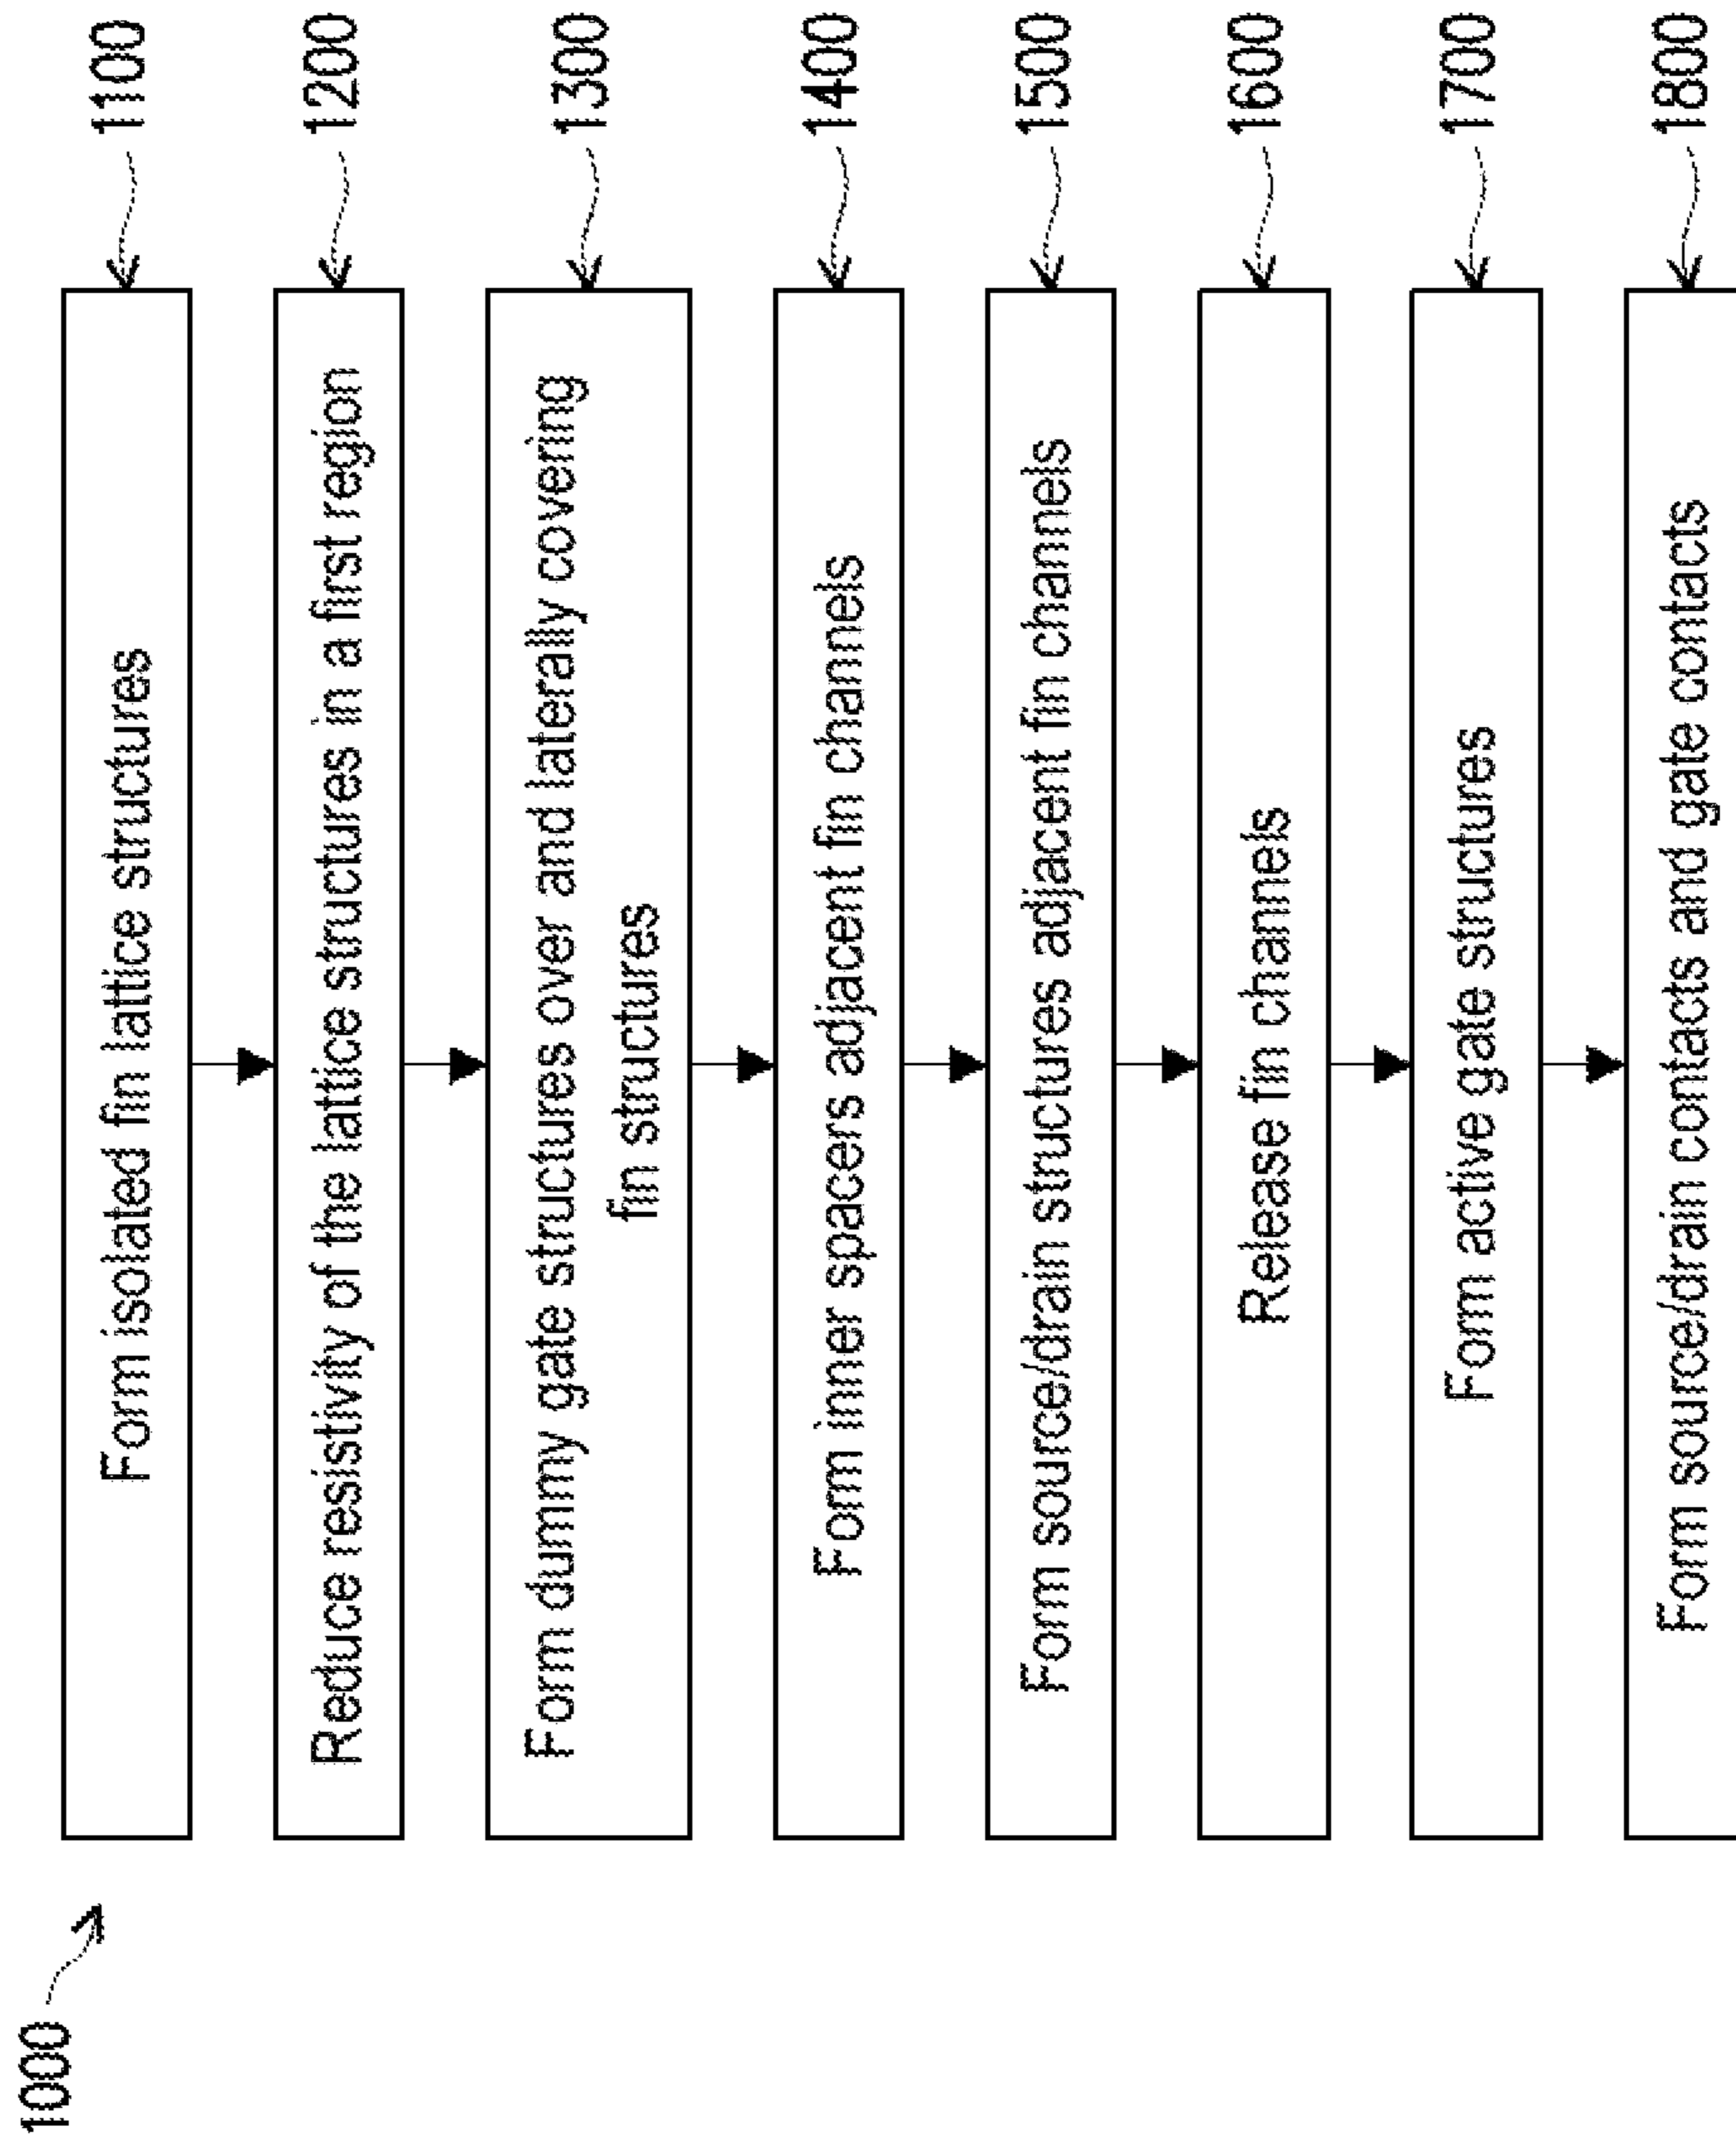 1000
Form isolated fin lattice structures
1100
Reduce resistivity of the lattice structures in a first region
1200
Form dummy gate structures over and laterally covering
fin structures
1300
Form inner spacers adjacent fin channels
1400
Form source/drain structures adjacent fin channels
1500
Release fin channels
1600
Form active gate structures
1700
Form source/drain contacts and gate contacts
1800